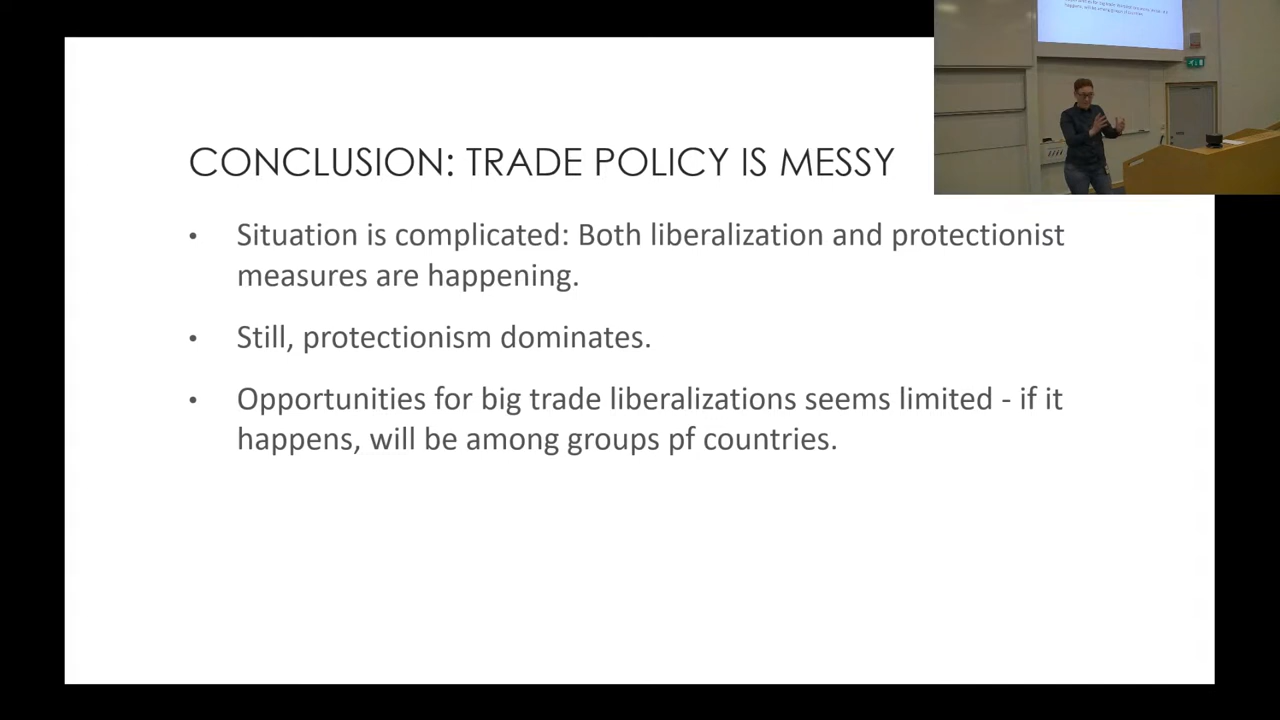 CONCLUSION: TRADE POLICY IS MESSY
• Situation is complicated: Both liberalization and protectionist
measures are happening.
• Still, protectionism dominates.
• Opportunities for big trade liberalizations seems limited - if it
happens, will be among groups pf countries.